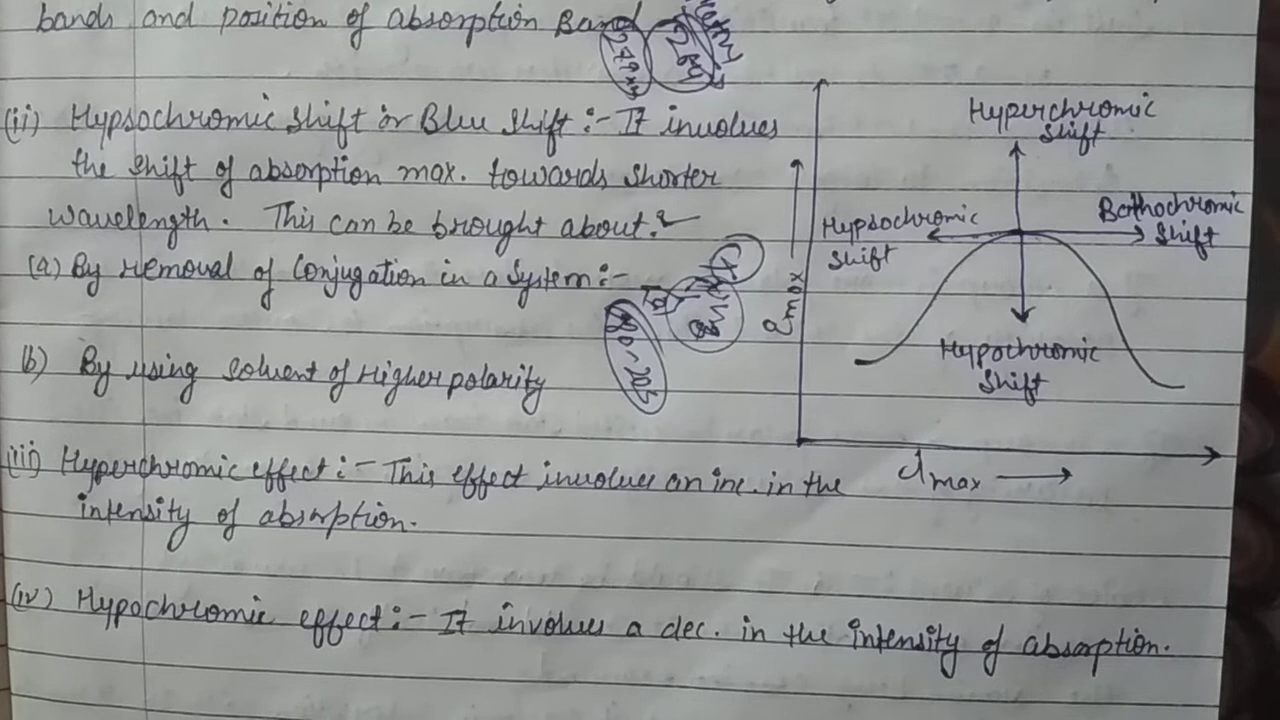 bands and position of absorption Band
(ii) Hypsochromic shift or Blue shift :- It involves
the shift of absorption max. towards shorter
wavelength. This can be brought about :-
(a) By removal of Conjugation in a system :-
(b) By using solvent of Higher polarity
(iii) Hyperchromic effect :- This effect involves an inc. in the
intensity of absorption.
(iv) Hypochromic effect :- It involves a dec. in the intensity of absorption.
Hyperchromic
shift
Hypsochromic
shift
Bathochromic
shift
Hypochromic
shift
εmax
λmax